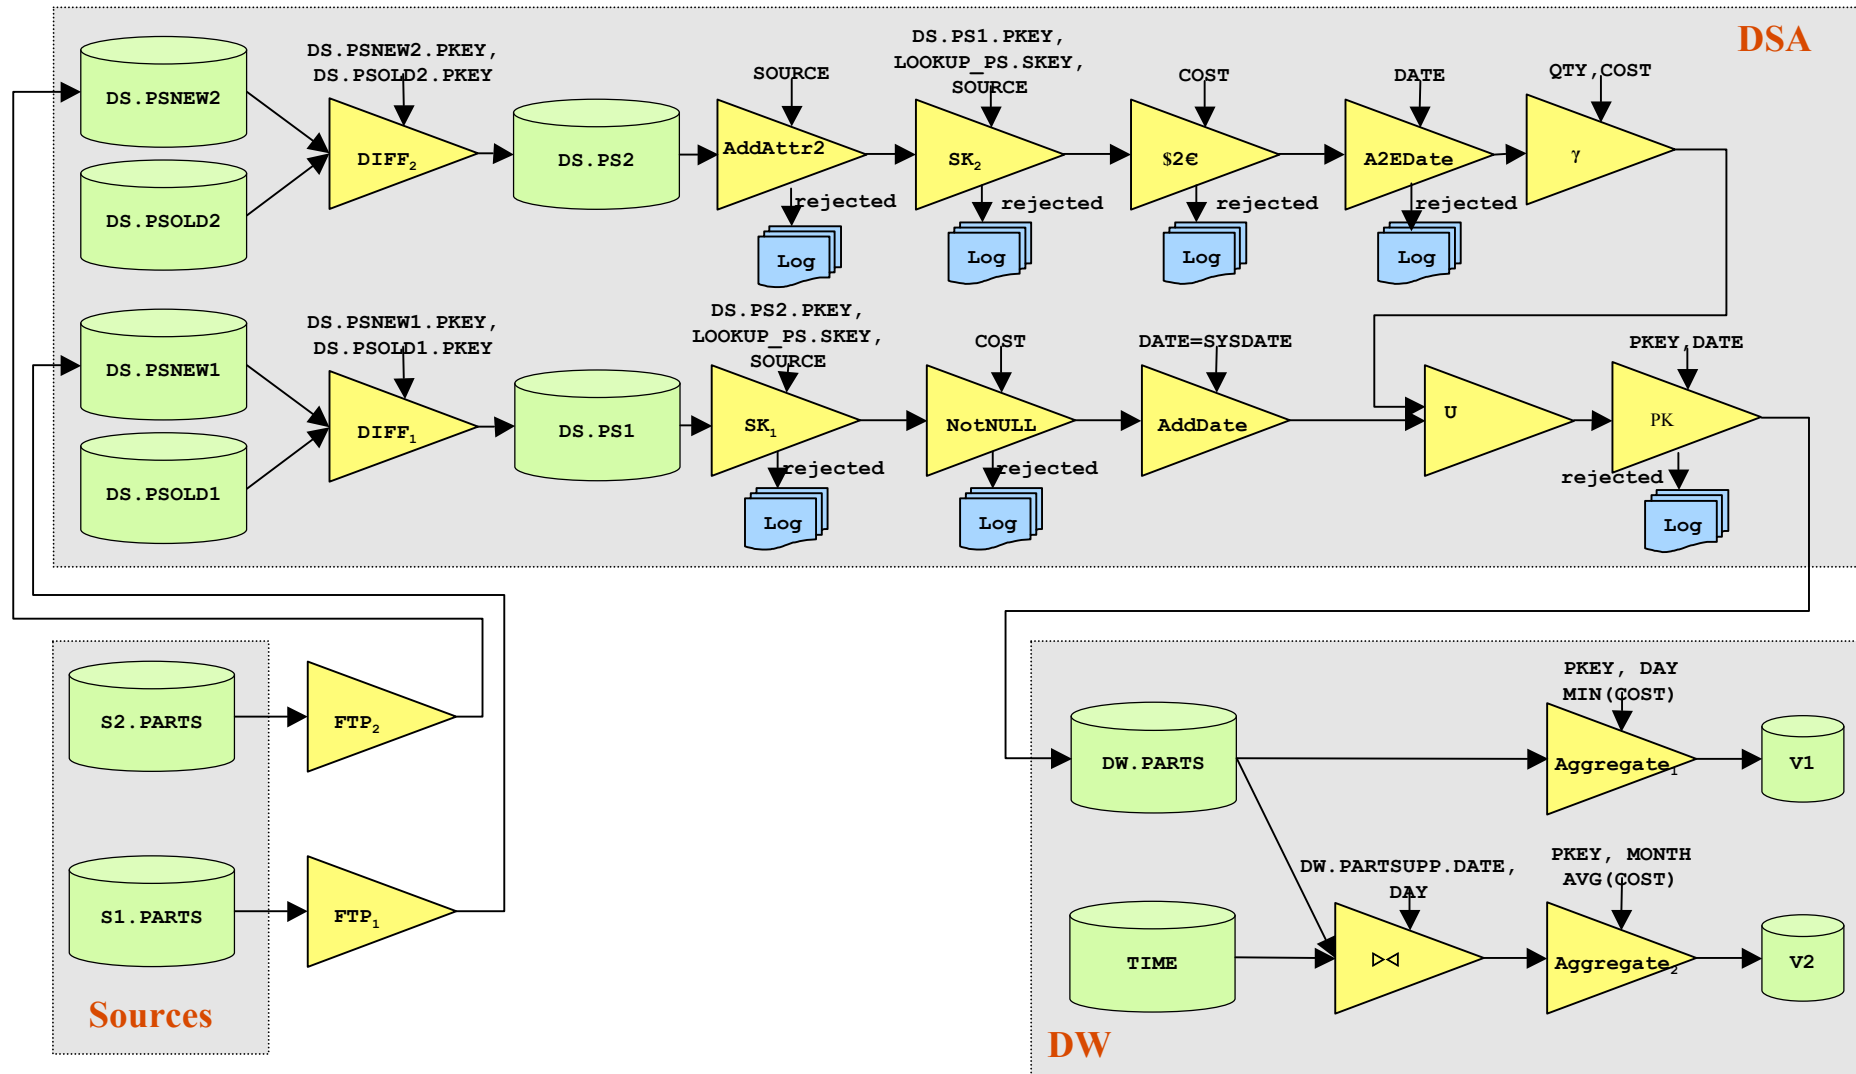 DSA
DS.PSNEW2.PKEY,
DS.PSOLD2.PKEY
SOURCE
DS.PS1.PKEY,
LOOKUP_PS.SKEY,
SOURCE
COST
DATE
QTY,COST
DS.PSNEW2
DS.PSOLD2
DIFF2
DS.PS2
AddAttr2
SK2
$2€
A2EDate
γ
rejected
rejected
rejected
rejected
Log
Log
Log
Log
DS.PSNEW1.PKEY,
DS.PSOLD1.PKEY
DS.PS2.PKEY,
LOOKUP_PS.SKEY,
SOURCE
COST
DATE=SYSDATE
PKEY,DATE
DS.PSNEW1
DS.PSOLD1
DIFF1
DS.PS1
SK1
NotNULL
AddDate
U
PK
rejected
rejected
rejected
Log
Log
Log
S2.PARTS
FTP2
S1.PARTS
FTP1
Sources
PKEY, DAY
MIN(COST)
DW.PARTS
Aggregate1
V1
DW.PARTSUPP.DATE,
DAY
PKEY, MONTH
AVG(COST)
TIME
▷◁
Aggregate2
V2
DW